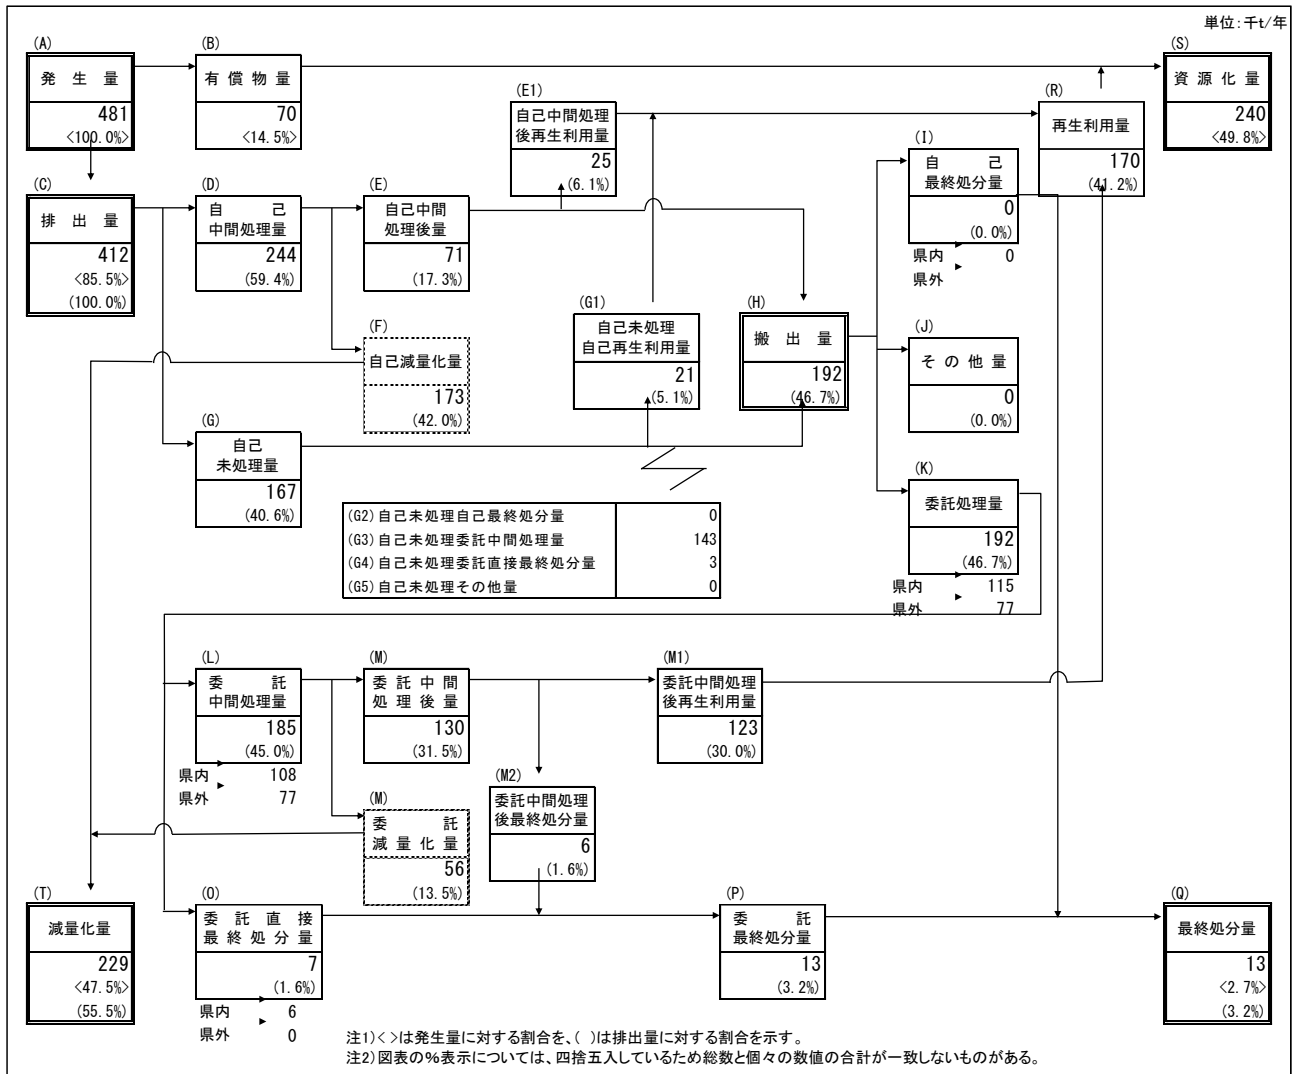 単位：千t/年
(A)
発 生 量
481
<100.0%>
(B)
有 償 物 量
70
<14.5%>
(S)
資 源 化 量
240
<49.8%>
(E1)
自己中間処理
後再生利用量
25
(6.1%)
(R)
再生利用量
170
(41.2%)
(I)
自 己
最終処分量
0
(0.0%)
県内 0
県外
(C)
排 出 量
412
<85.5%>
(100.0%)
(D)
自 己
中間処理量
244
(59.4%)
(E)
自己中間
処理後量
71
(17.3%)
(F)
自己減量化量
173
(42.0%)
(G1)
自己未処理
自己再生利用量
21
(5.1%)
(H)
搬 出 量
192
(46.7%)
(J)
そ の 他 量
0
(0.0%)
(G)
自己
未処理量
167
(40.6%)
(K)
委託処理量
192
(46.7%)
県内 115
県外 77
(G2)自己未処理自己最終処分量 0
(G3)自己未処理委託中間処理量 143
(G4)自己未処理委託直接最終処分量 3
(G5)自己未処理その他量 0
(L)
委 託
中間処理量
185
(45.0%)
県内 108
県外 77
(M)
委 託 中 間
処 理 後 量
130
(31.5%)
(M1)
委託中間処理
後再生利用量
123
(30.0%)
(M)
委 託
減 量 化 量
56
(13.5%)
(M2)
委託中間処理
後最終処分量
6
(1.6%)
(T)
減量化量
229
<47.5%>
(55.5%)
(O)
委 託 直 接
最 終 処 分 量
7
(1.6%)
県内 6
県外 0
(P)
委 託
最終処分量
13
(3.2%)
(Q)
最終処分量
13
<2.7%>
(3.2%)
注1)< >は発生量に対する割合を、( )は排出量に対する割合を示す。
注2)図表の%表示については、四捨五入しているため総数と個々の数値の合計が一致しないものがある。